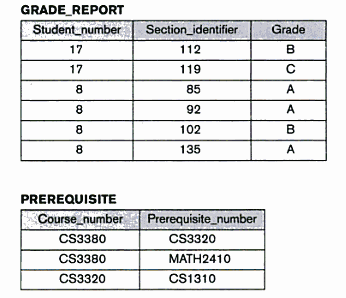 GRADE_REPORT
Student_number Section_identifier Grade
17 112 B
17 119 C
8 85 A
8 92 A
8 102 B
8 135 A
PREREQUISITE
Course_number Prerequisite_number
CS3380 CS3320
CS3380 MATH2410
CS3320 CS1310